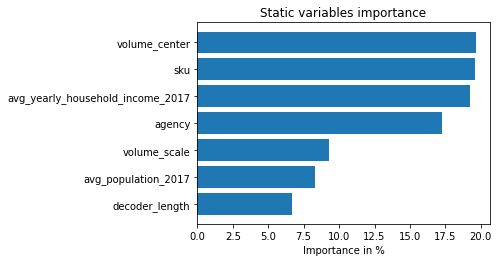 Static variables importance
volume_center
sku
avg_yearly_household_income_2017
agency
volume_scale
avg_population_2017
decoder_length
0.0 2.5 5.0 7.5 10.0 12.5 15.0 17.5 20.0
Importance in %